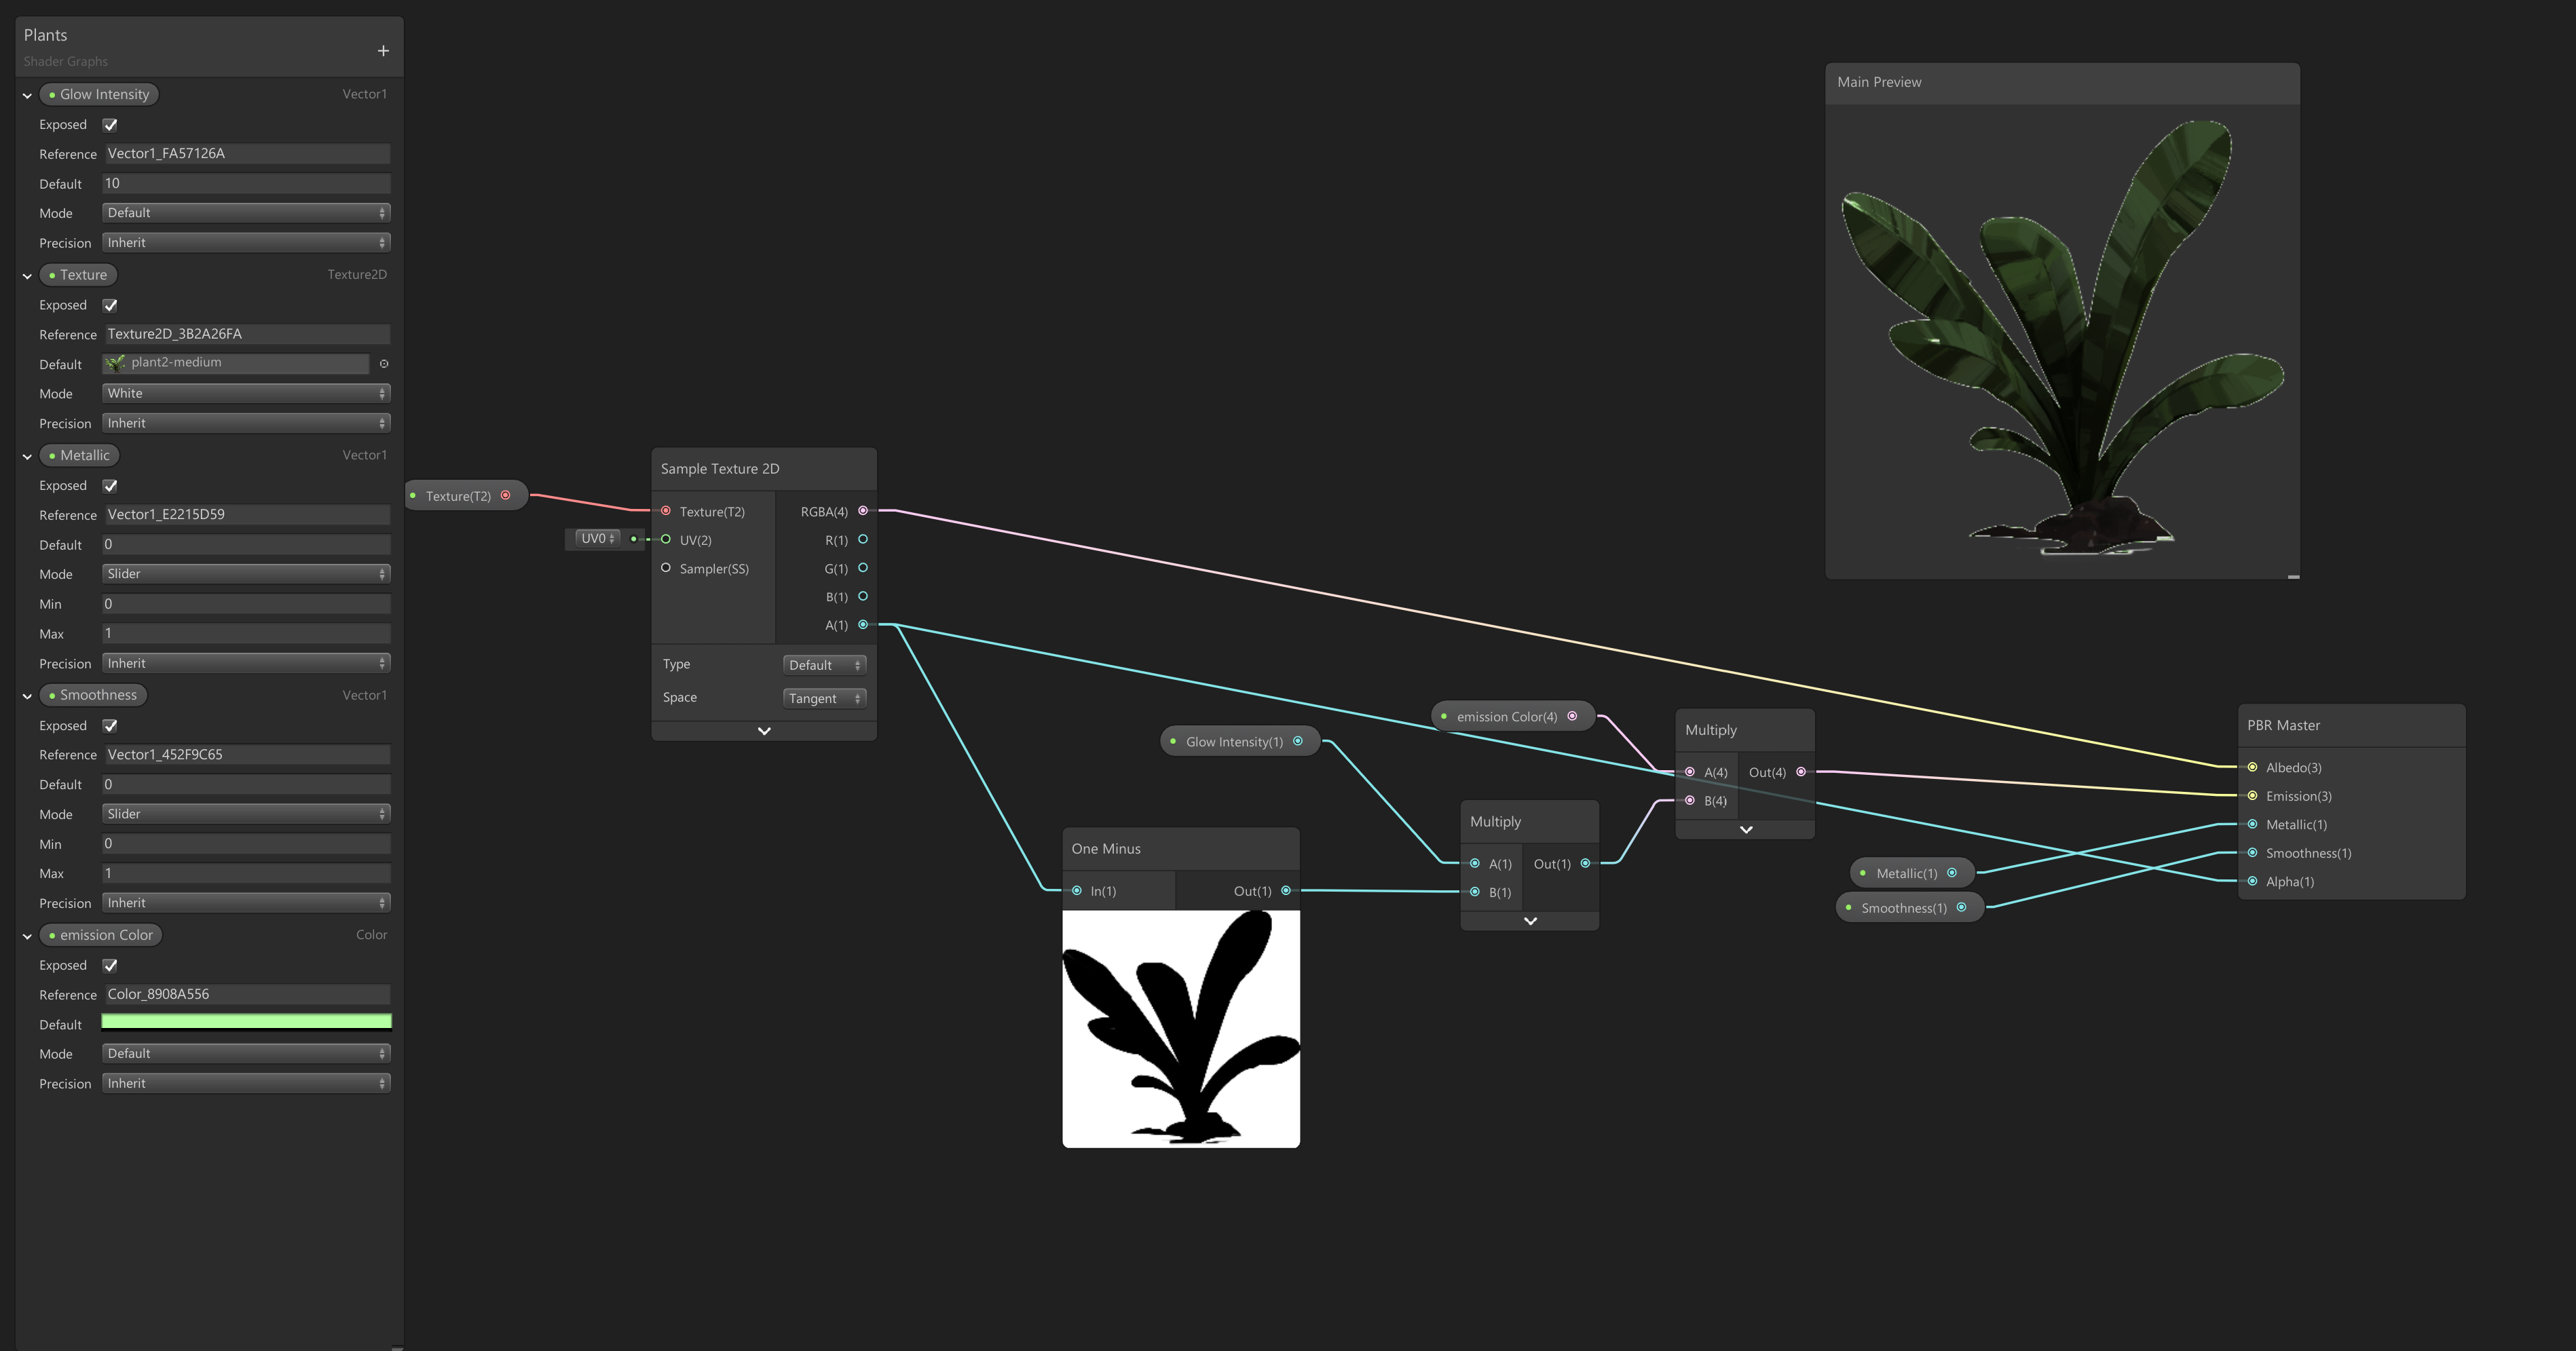 Plants
Shader Graphs
Glow Intensity Vector1
Exposed
Reference Vector1_FA57126A
Default 10
Mode Default
Precision Inherit
Texture Texture2D
Exposed
Reference Texture2D_3B2A26FA
Default plant2-medium
Mode White
Precision Inherit
Metallic Vector1
Exposed
Reference Vector1_E2215D59
Default 0
Mode Slider
Min 0
Max 1
Precision Inherit
Smoothness Vector1
Exposed
Reference Vector1_452F9C65
Default 0
Mode Slider
Min 0
Max 1
Precision Inherit
emission Color Color
Exposed
Reference Color_8908A556
Default
Mode Default
Precision Inherit
Texture(T2)
UV0
Sample Texture 2D
Texture(T2) RGBA(4)
UV(2) R(1)
Sampler(SS) G(1)
B(1)
A(1)
Type Default
Space Tangent
Glow Intensity(1)
emission Color(4)
One Minus
In(1) Out(1)
Multiply
A(1) Out(1)
B(1)
Multiply
A(4) Out(4)
B(4)
Main Preview
Metallic(1)
Smoothness(1)
PBR Master
Albedo(3)
Emission(3)
Metallic(1)
Smoothness(1)
Alpha(1)